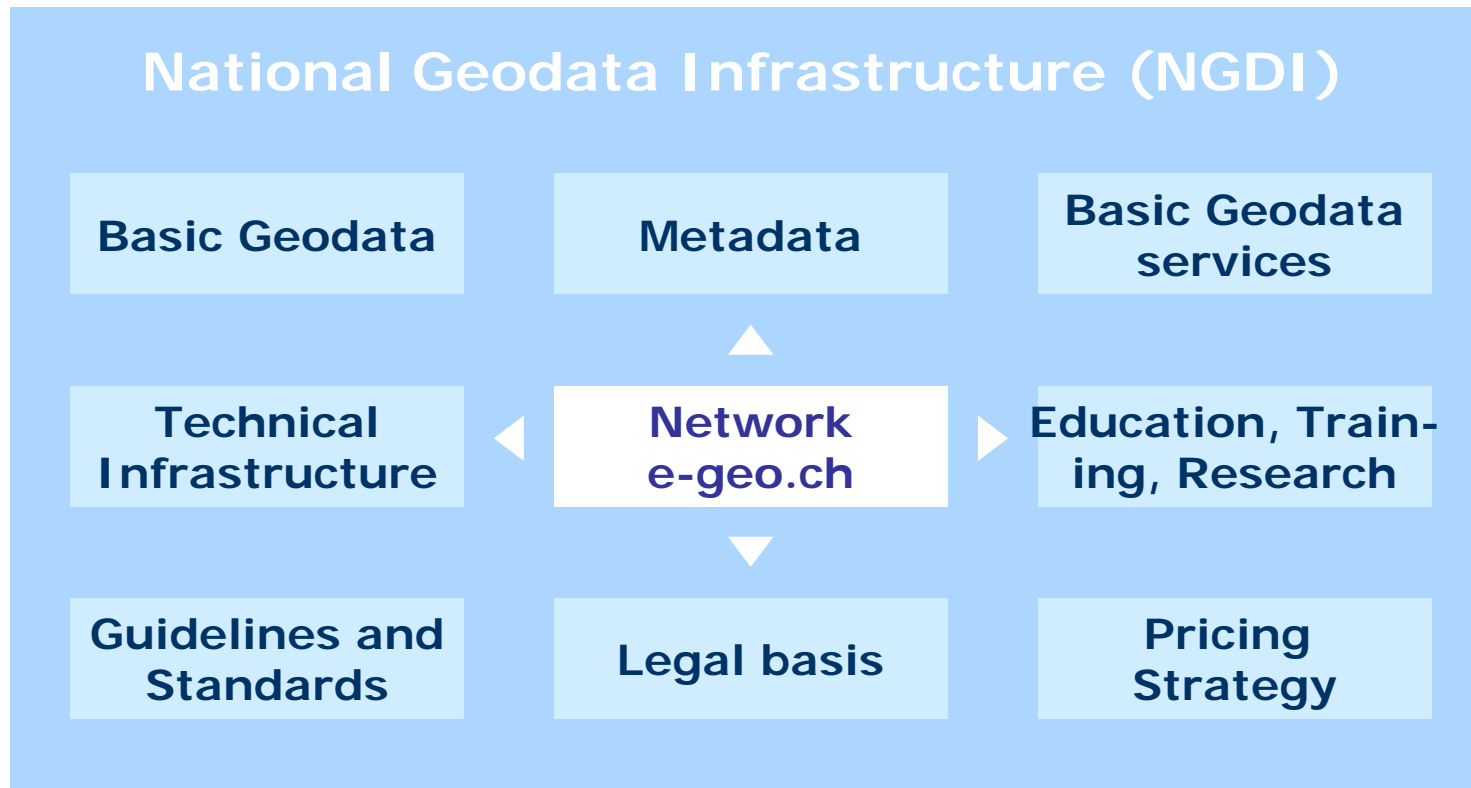 National Geodata Infrastructure (NGDI)
Basic Geodata
Metadata
Basic Geodata
services
Technical
Infrastructure
Network
e-geo.ch
Education, Train-
ing, Research
Guidelines and
Standards
Legal basis
Pricing
Strategy